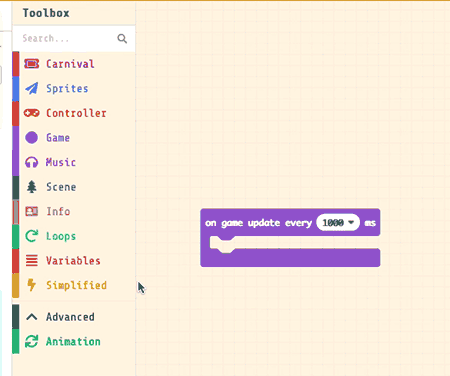 Toolbox
Search...
Carnival
Sprites
Controller
Game
Music
Scene
Info
Loops
Variables
Simplified
Advanced
Animation
on game update every 1000 ms